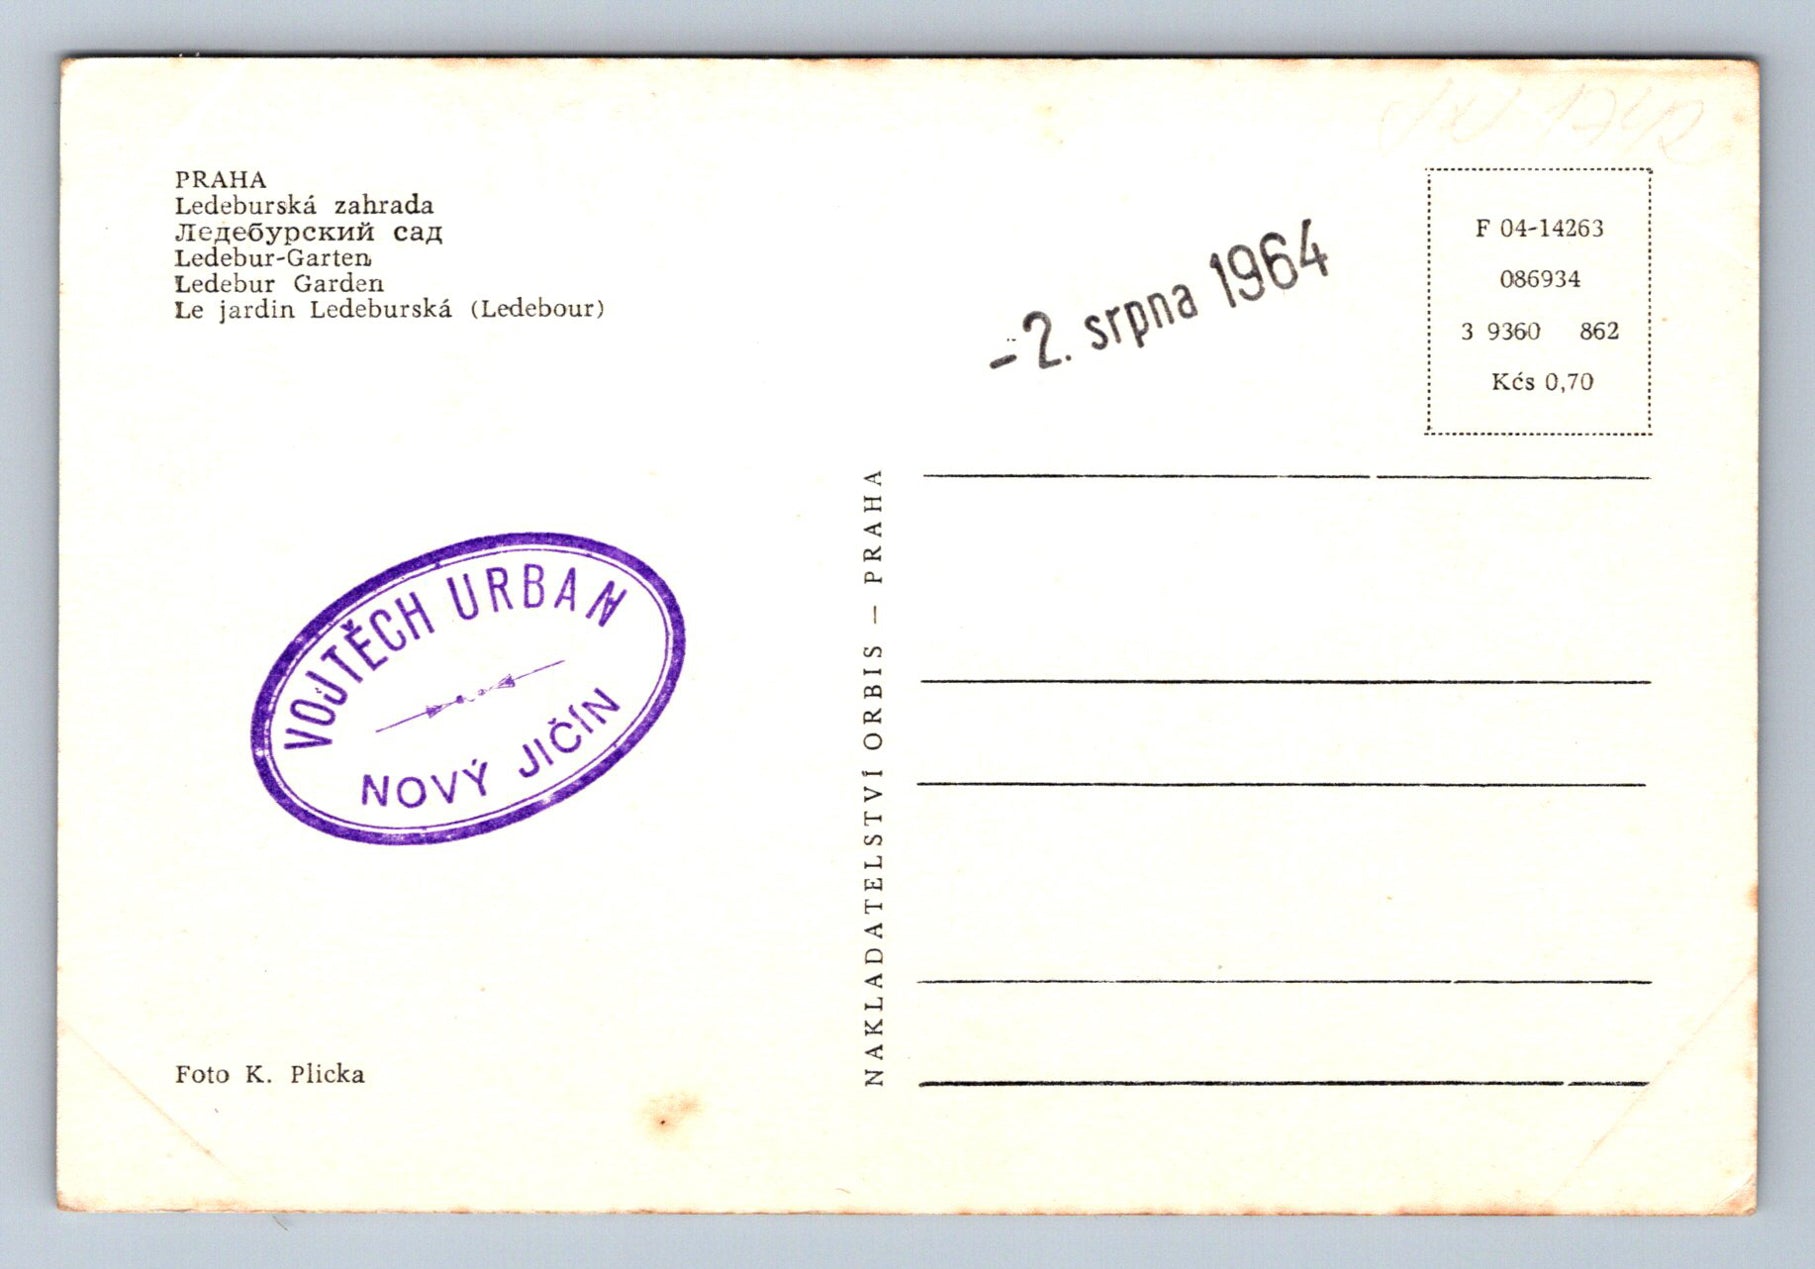 PRAHA
Ledeburská zahrada
Ледебурский сад
Ledebur-Garten
Ledebur Garden
Le jardin Ledeburská (Ledebour)
-2. srpna 1964
F 04-14263
086934
3 9360 862
Kćs 0,70
VOJTĚCH URBAN
NOVÝ JIČÍN
NAKLADATELSTVÍ ORBIS — PRAHA
Foto K. Plicka